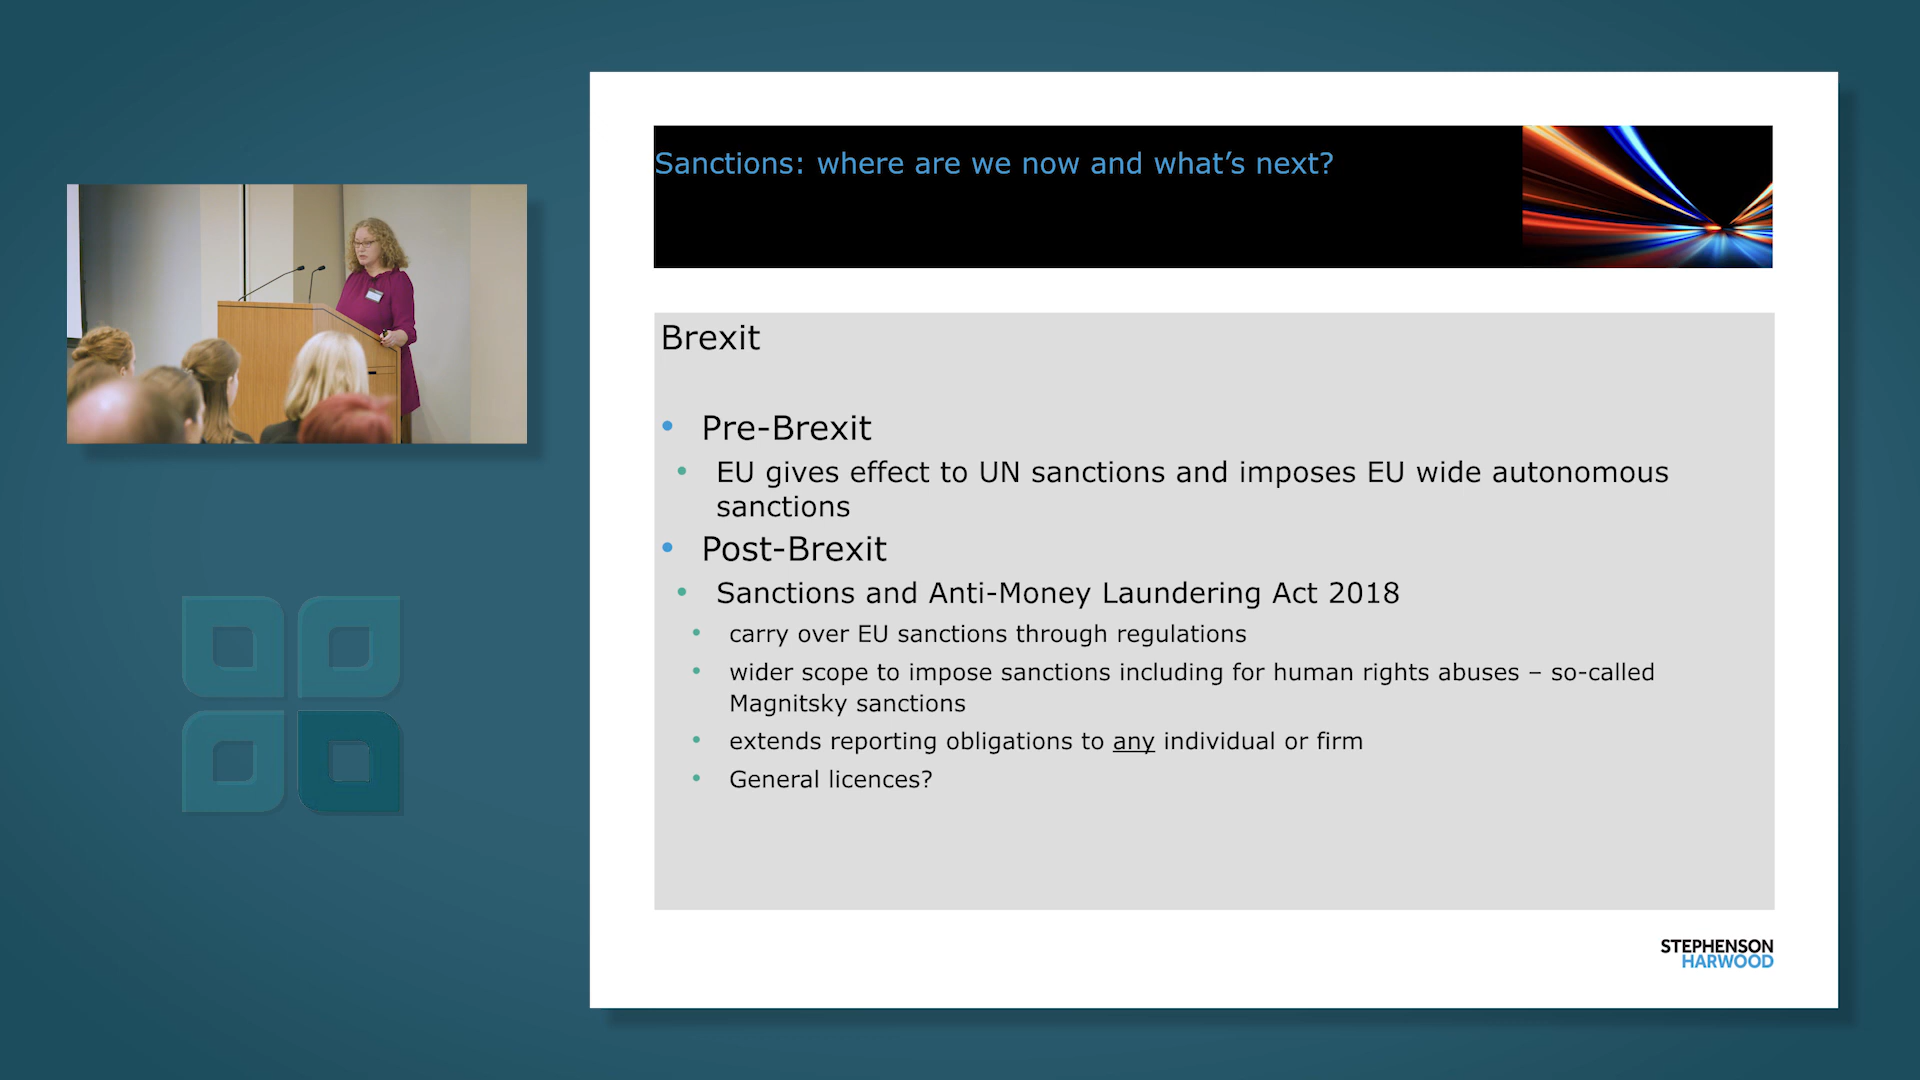 Sanctions: where are we now and what’s next?
Brexit
• Pre-Brexit
• EU gives effect to UN sanctions and imposes EU wide autonomous
sanctions
• Post-Brexit
• Sanctions and Anti-Money Laundering Act 2018
• carry over EU sanctions through regulations
• wider scope to impose sanctions including for human rights abuses – so-called
Magnitsky sanctions
• extends reporting obligations to any individual or firm
• General licences?
STEPHENSON
HARWOOD